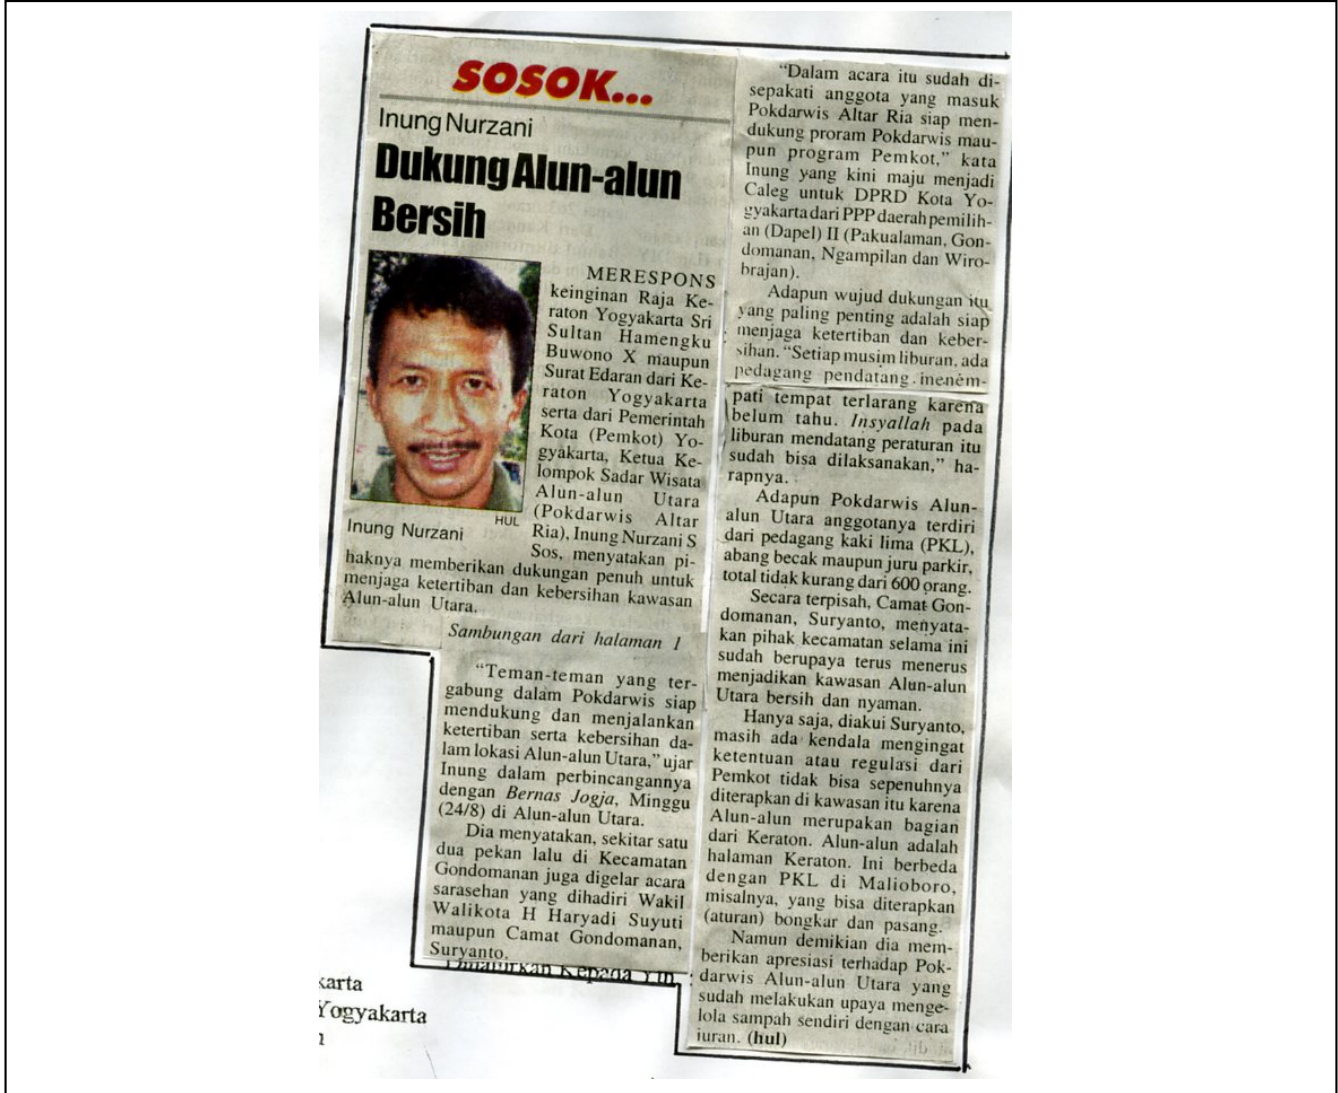 SOSOK...
Inung Nurzani
Dukung Alun-alun
Bersih
MERESPONS
keinginan Raja Ke-
raton Yogyakarta Sri
Sultan Hamengku
Buwono X maupun
Surat Edaran dari Ke-
raton Yogyakarta
serta dari Pemerintah
Kota (Pemkot) Yo-
gyakarta, Ketua Ke-
lompok Sadar Wisata
Alun-alun Utara
(Pokdarwis Altar
Ria), Inung Nurzani S
Sos, menyatakan pi-
HUL
Inung Nurzani
haknya memberikan dukungan penuh untuk
menjaga ketertiban dan kebersihan kawasan
Alun-alun Utara.
Sambungan dari halaman 1
“Teman-teman yang ter-
gabung dalam Pokdarwis siap
mendukung dan menjalankan
ketertiban serta kebersihan da-
lam lokasi Alun-alun Utara,” ujar
Inung dalam perbincangannya
dengan Bernas Jogja, Minggu
(24/8) di Alun-alun Utara.
Dia menyatakan, sekitar satu
dua pekan lalu di Kecamatan
Gondomanan juga digelar acara
sarasehan yang dihadiri Wakil
Walikota H Haryadi Suyuti
maupun Camat Gondomanan,
Suryanto.
“Dalam acara itu sudah di-
sepakati anggota yang masuk
Pokdarwis Altar Ria siap men-
dukung proram Pokdarwis mau-
pun program Pemkot,” kata
Inung yang kini maju menjadi
Caleg untuk DPRD Kota Yo-
gyakarta dari PPP daerah pemilih-
an (Dapel) II (Pakualaman, Gon-
domanan, Ngampilan dan Wiro-
brajan).
Adapun wujud dukungan itu
yang paling penting adalah siap
menjaga ketertiban dan keber-
sihan. “Setiap musim liburan, ada
pedagang pendatang menem-
pati tempat terlarang karena
belum tahu. Insyallah pada
liburan mendatang peraturan itu
sudah bisa dilaksanakan,” ha-
rapnya.
Adapun Pokdarwis Alun-
alun Utara anggotanya terdiri
dari pedagang kaki lima (PKL),
abang becak maupun juru parkir,
total tidak kurang dari 600 orang.
Secara terpisah, Camat Gon-
domanan, Suryanto, menyata-
kan pihak kecamatan selama ini
sudah berupaya terus menerus
menjadikan kawasan Alun-alun
Utara bersih dan nyaman.
Hanya saja, diakui Suryanto,
masih ada kendala mengingat
ketentuan atau regulasi dari
Pemkot tidak bisa sepenuhnya
diterapkan di kawasan itu karena
Alun-alun merupakan bagian
dari Keraton. Alun-alun adalah
halaman Keraton. Ini berbeda
dengan PKL di Malioboro,
misalnya, yang bisa diterapkan
(aturan) bongkar dan pasang.
Namun demikian dia mem-
berikan apresiasi terhadap Pok-
darwis Alun-alun Utara yang
sudah melakukan upaya menge-
lola sampah sendiri dengan cara
iuran. (hul)
Kepada Yth
karta
Yogyakarta